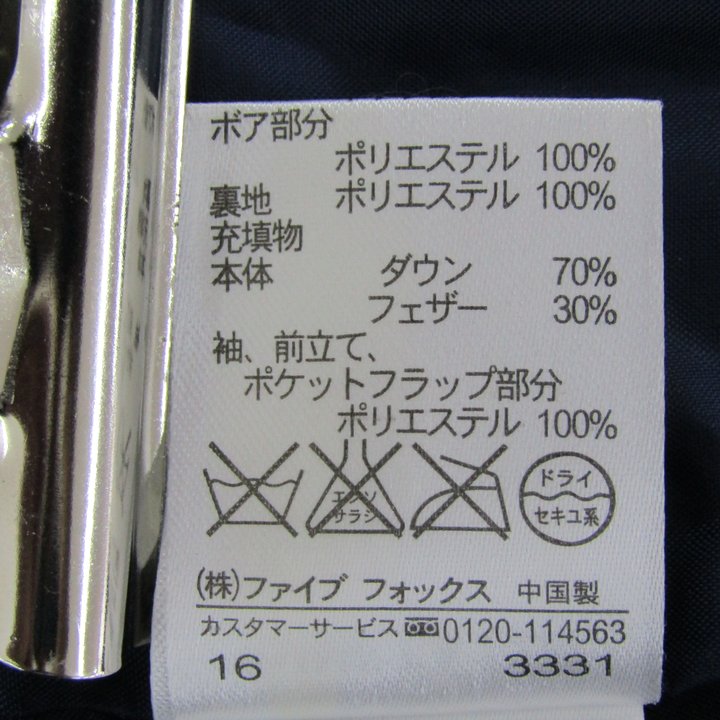 ボア部分
ポリエステル 100%
裏地 ポリエステル 100%
充填物
本体 ダウン 70%
フェザー 30%
袖、前立て、
ポケットフラップ部分
ポリエステル 100%
エンソ
サラシ
ドライ
セキユ系
(株)ファイブ フォックス 中国製
カスタマーサービス 0120-114563
16 3331